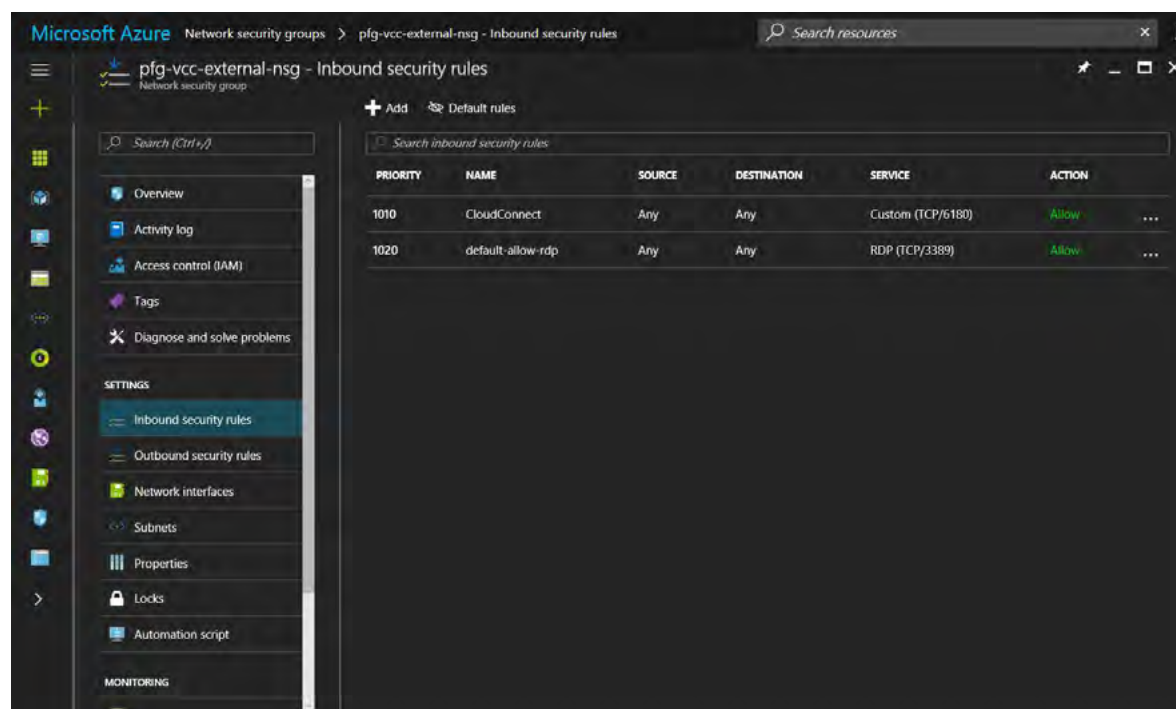 Microsoft Azure Network security groups > pfg-vcc-external-nsg - Inbound security rules
Search resources
pfg-vcc-external-nsg - Inbound security rules
Network security group
Add Default rules
Search (Ctrl+/)
Search inbound security rules
PRIORITY NAME SOURCE DESTINATION SERVICE ACTION
1010 CloudConnect Any Any Custom (TCP/6180) Allow ...
1020 default-allow-rdp Any Any RDP (TCP/3389) Allow ...
Overview
Activity log
Access control (IAM)
Tags
Diagnose and solve problems
SETTINGS
Inbound security rules
Outbound security rules
Network interfaces
Subnets
Properties
Locks
Automation script
MONITORING